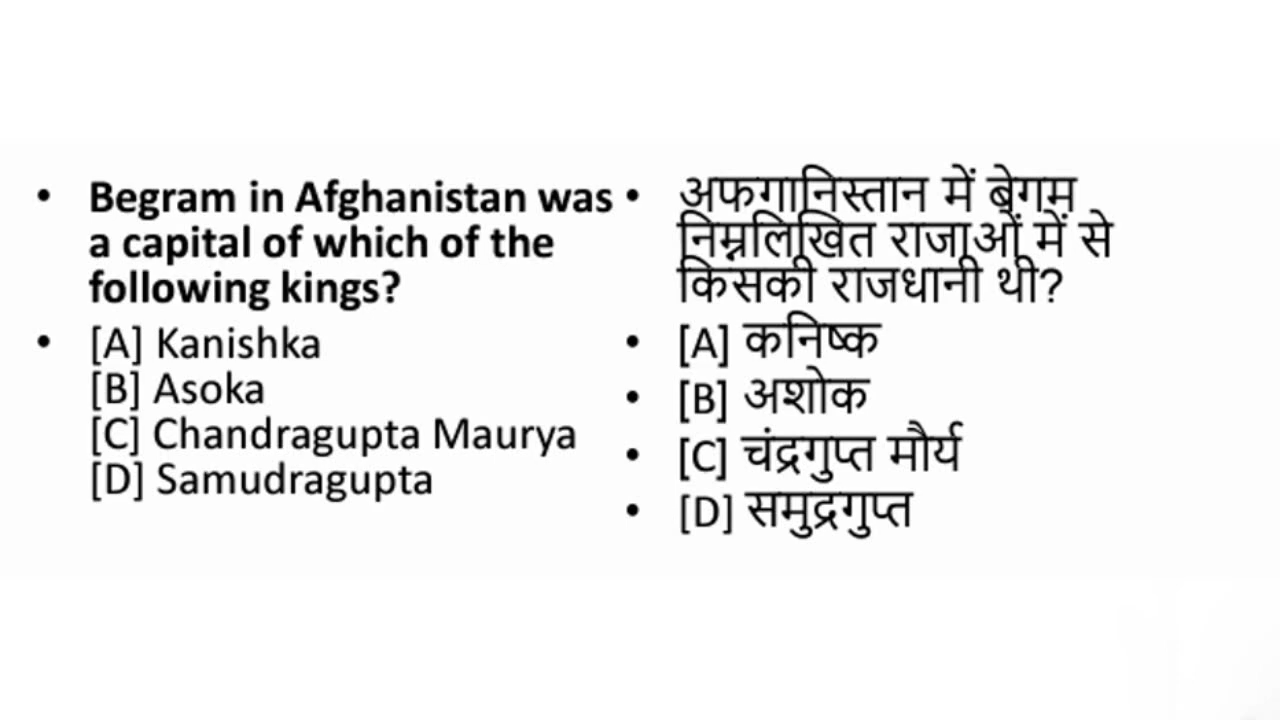 • Begram in Afghanistan was
a capital of which of the
following kings?
• [A] Kanishka
[B] Asoka
[C] Chandragupta Maurya
[D] Samudragupta
• अफगानिस्तान में बेगम
निम्नलिखित राजाओं में से
किसकी राजधानी थी?
• [A] कनिष्क
• [B] अशोक
• [C] चंद्रगुप्त मौर्य
• [D] समुद्रगुप्त